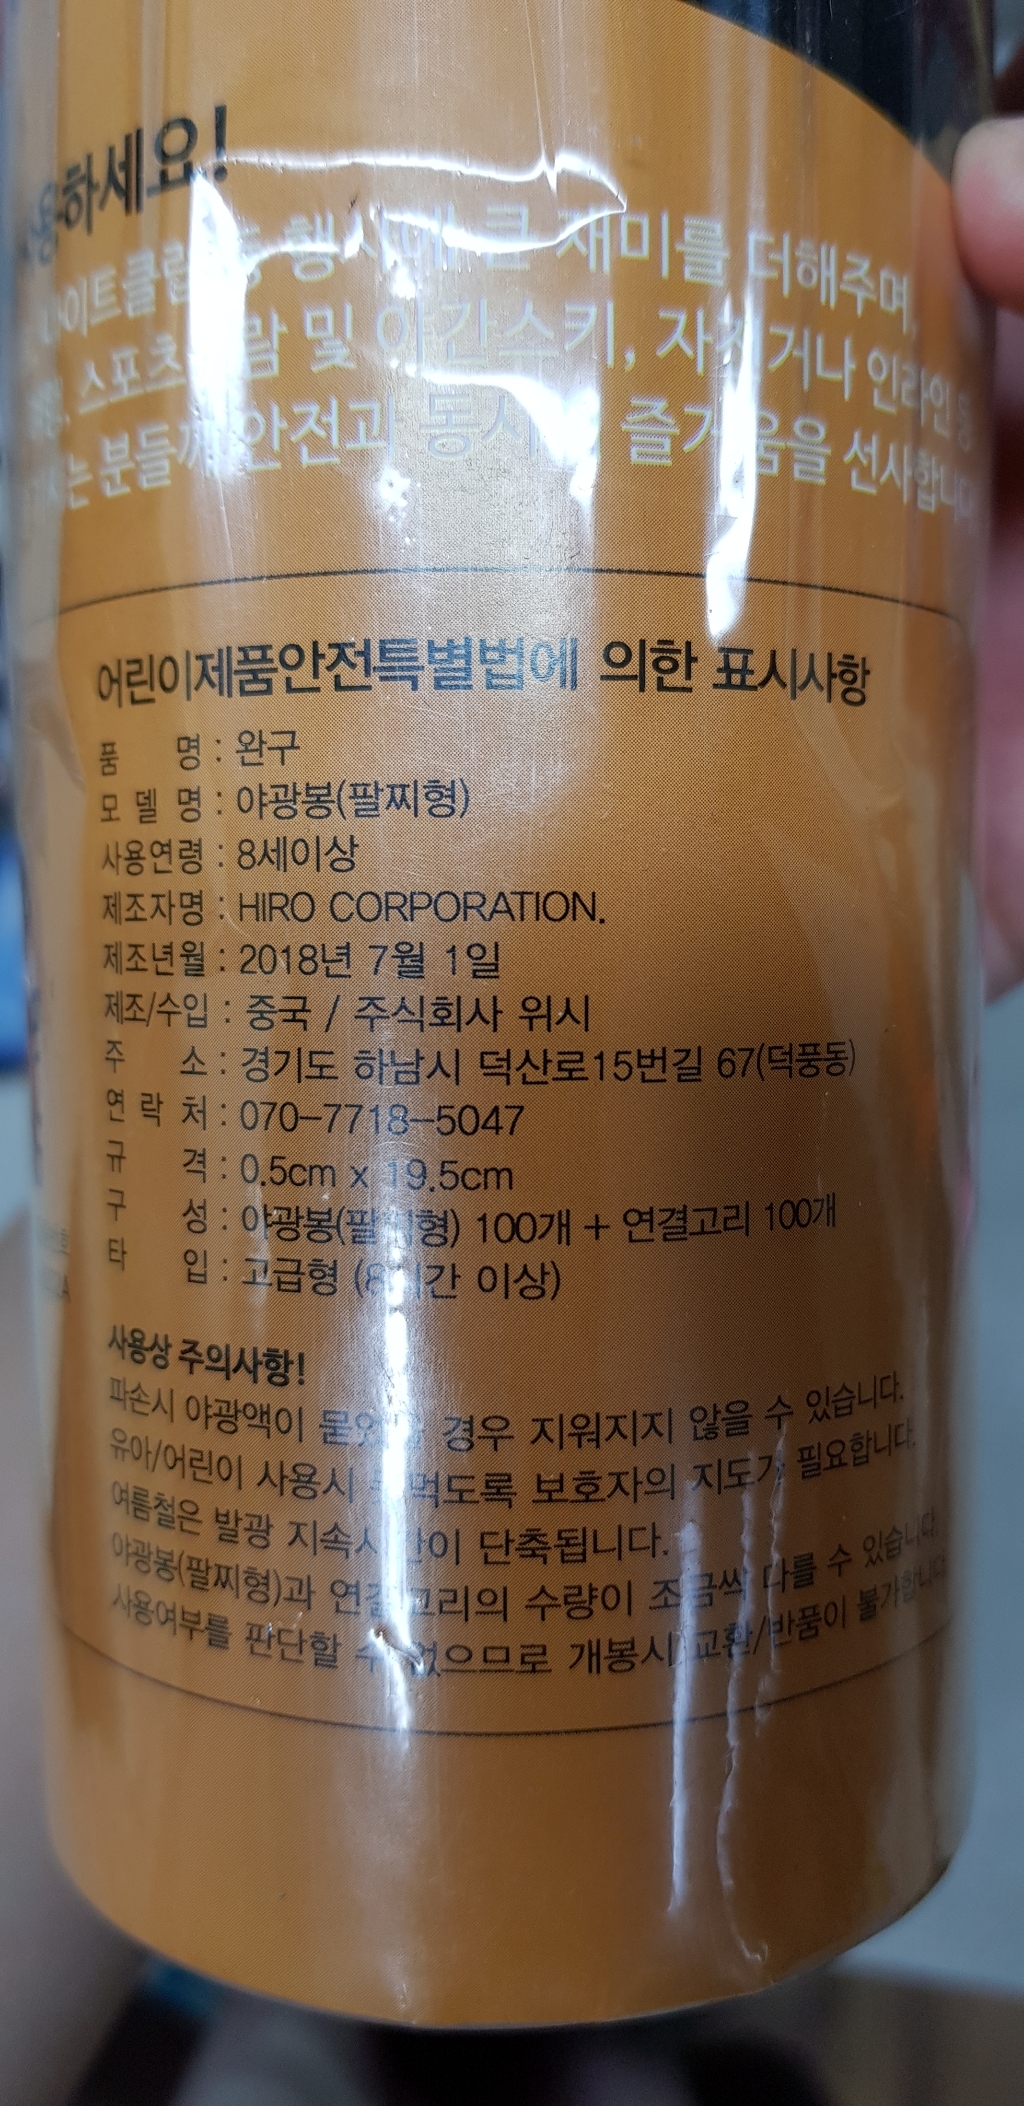 하세요!
큰 재미를 더해주며,
스포츠 및 야간스키, 자전거나 인라인 등
분들께 안전과 동시에 즐거움을 선사합니다
어린이제품안전특별법에 의한 표시사항
품 명 : 완구
모 델 명 : 야광봉(팔찌형)
사용연령 : 8세이상
제조자명 : HIRO CORPORATION.
제조년월 : 2018년 7월 1일
제조/수입 : 중국 / 주식회사 위시
주 소 : 경기도 하남시 덕산로15번길 67(덕풍동)
연 락 처 : 070-7718-5047
규 격 : 0.5cm x 19.5cm
구 성 : 야광봉(팔찌형) 100개 + 연결고리 100개
타 입 : 고급형 (8시간 이상)
사용상 주의사항!
파손시 야광액이 묻었을 경우 지워지지 않을 수 있습니다.
유아/어린이 사용시 못먹도록 보호자의 지도가 필요합니다.
여름철은 발광 지속시간이 단축됩니다.
야광봉(팔찌형)과 연결고리의 수량이 조금씩 다를 수 있습니다.
사용여부를 판단할 수 없으므로 개봉시 교환/반품이 불가합니다